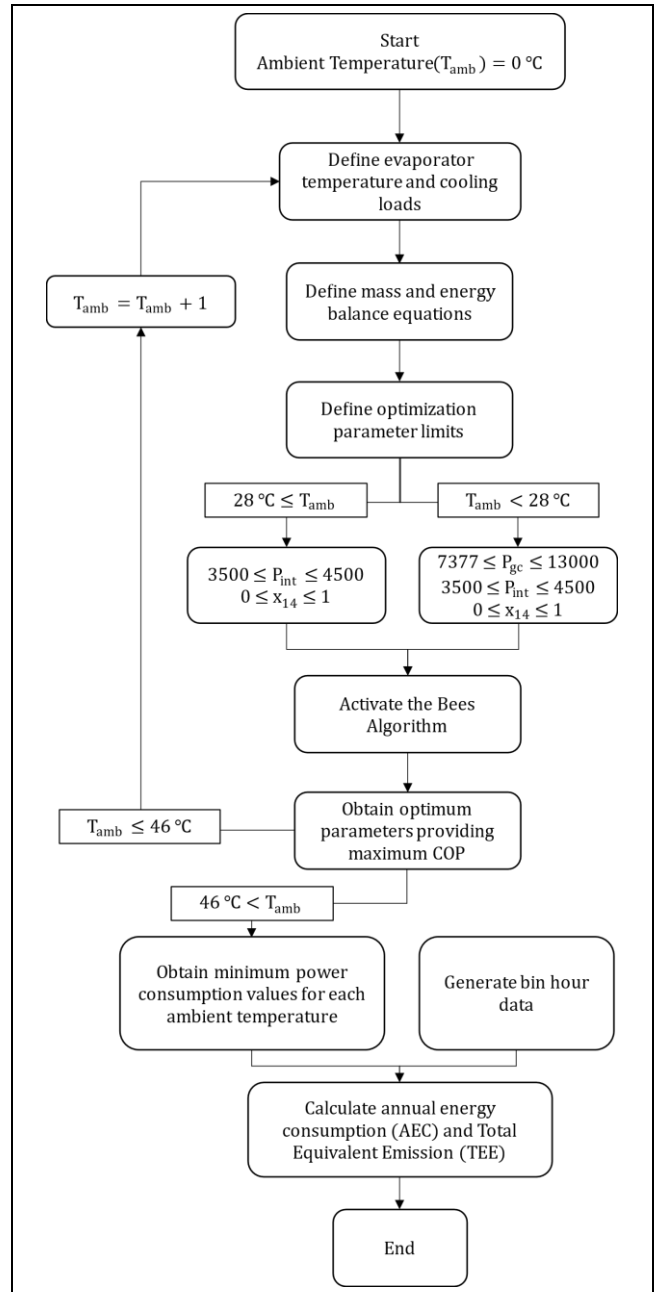 Start
Ambient Temperature(T_amb) = 0 °C
Define evaporator
temperature and cooling
loads
T_amb = T_amb + 1
Define mass and energy
balance equations
Define optimization
parameter limits
28 °C ≤ T_amb
T_amb < 28 °C
3500 ≤ P_int ≤ 4500
0 ≤ x_14 ≤ 1
7377 ≤ P_gc ≤ 13000
3500 ≤ P_int ≤ 4500
0 ≤ x_14 ≤ 1
Activate the Bees
Algorithm
T_amb ≤ 46 °C
Obtain optimum
parameters providing
maximum COP
46 °C < T_amb
Obtain minimum power
consumption values for each
ambient temperature
Generate bin hour
data
Calculate annual energy
consumption (AEC) and Total
Equivalent Emission (TEE)
End